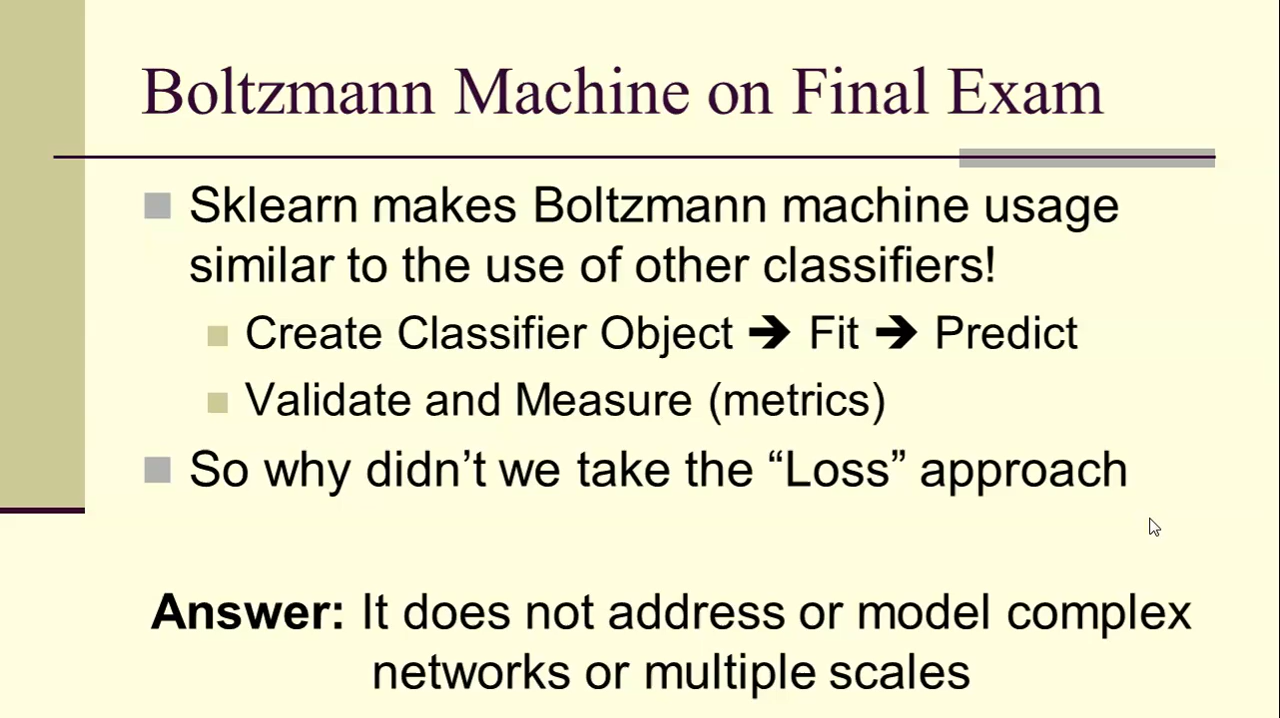 Boltzmann Machine on Final Exam
Sklearn makes Boltzmann machine usage
similar to the use of other classifiers!
Create Classifier Object ➔ Fit ➔ Predict
Validate and Measure (metrics)
So why didn’t we take the “Loss” approach
Answer: It does not address or model complex
networks or multiple scales